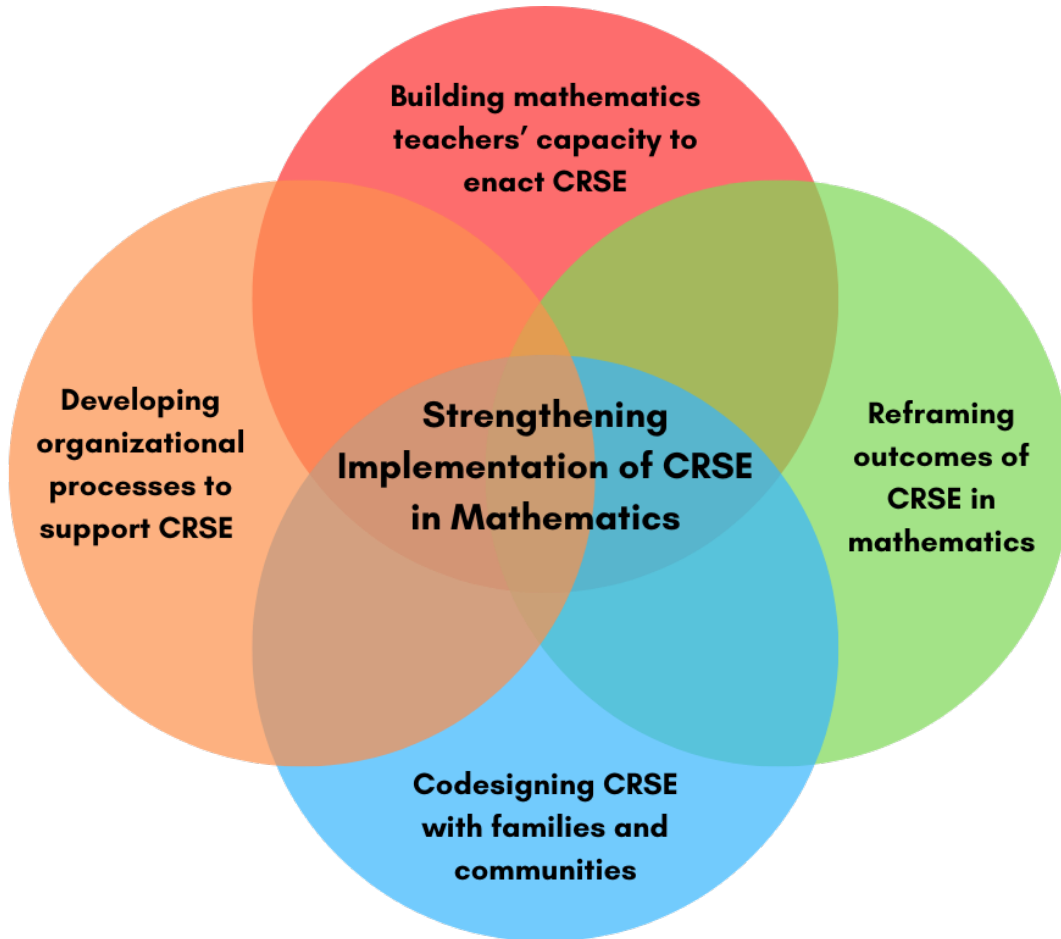 Building mathematics
teachers’ capacity to
enact CRSE
Developing
organizational
processes to
support CRSE
Strengthening
Implementation of CRSE
in Mathematics
Reframing
outcomes of
CRSE in
mathematics
Codesigning CRSE
with families and
communities